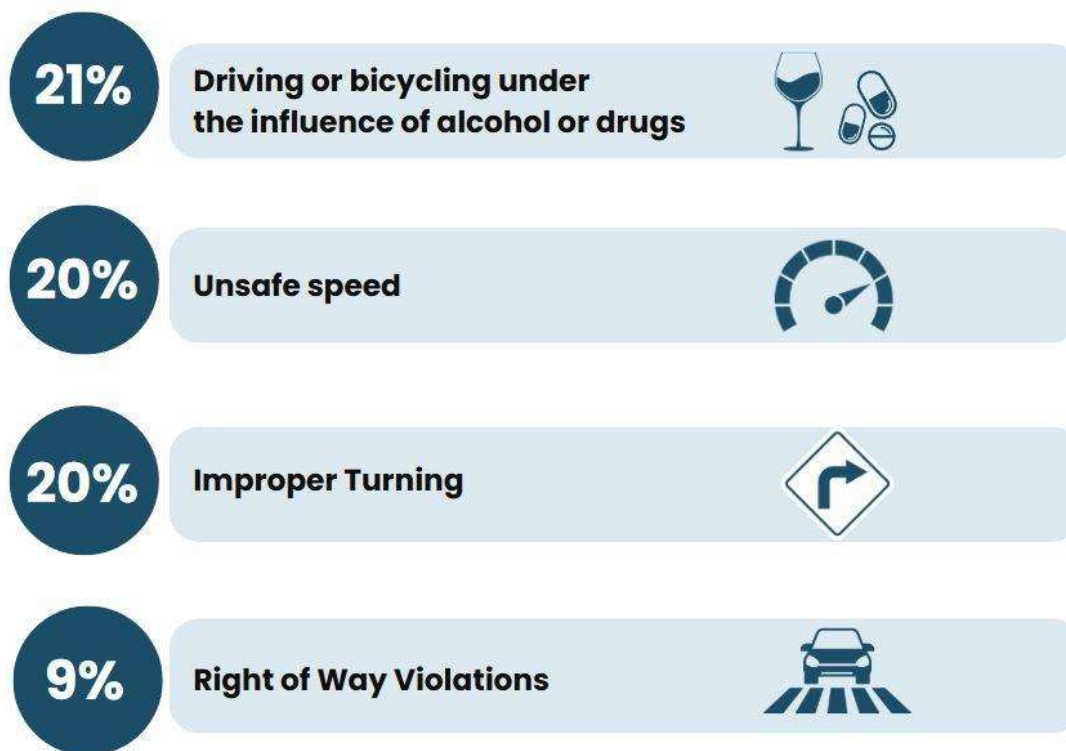 21%
Driving or bicycling under
the influence of alcohol or drugs
20%
Unsafe speed
20%
Improper Turning
9%
Right of Way Violations